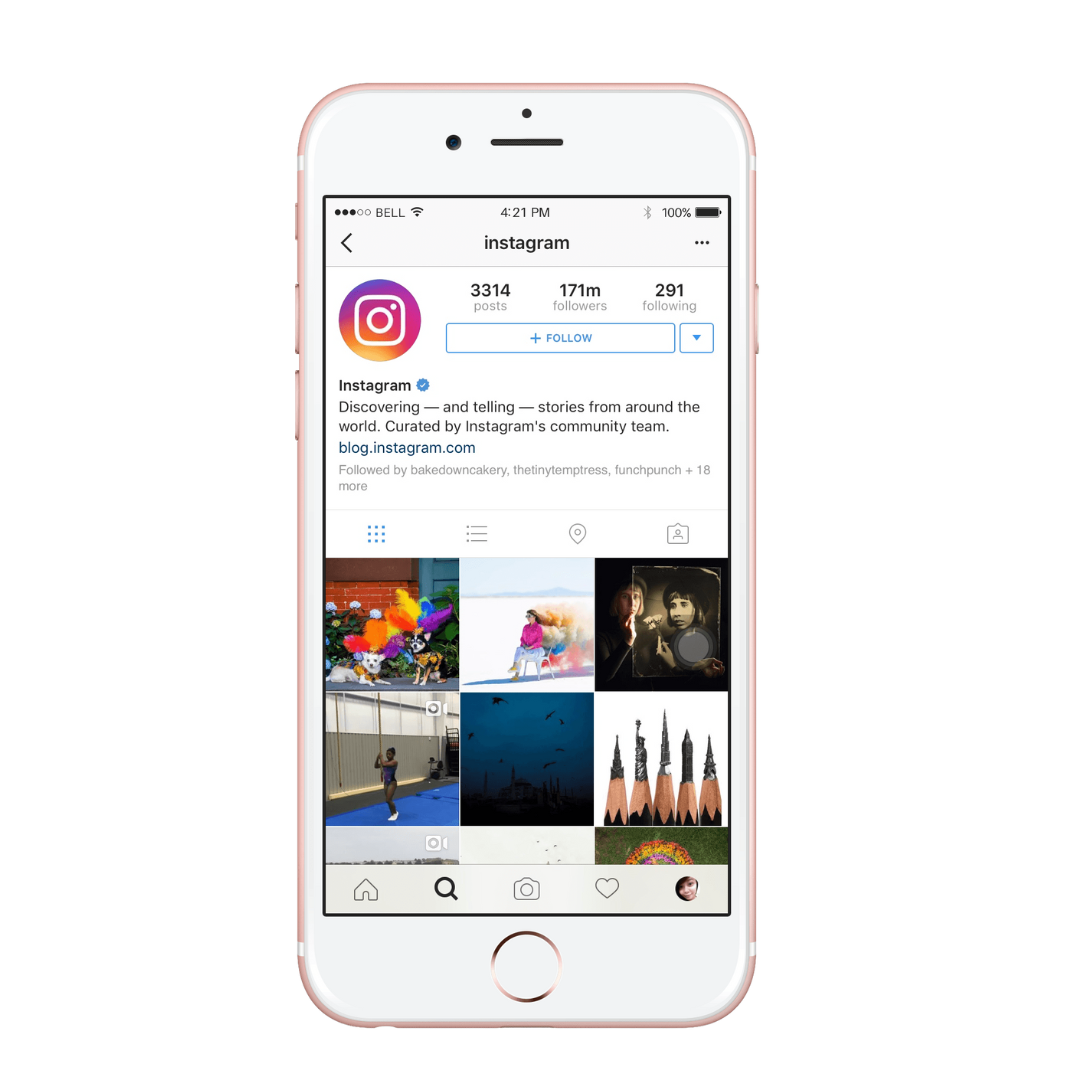 BELL 4:21 PM 100%
instagram
3314 171m 291
posts followers following
+ FOLLOW
Instagram
Discovering — and telling — stories from around the
world. Curated by Instagram's community team.
blog.instagram.com
Followed by bakedowncakery, thetinytemptress, funchpunch + 18
more